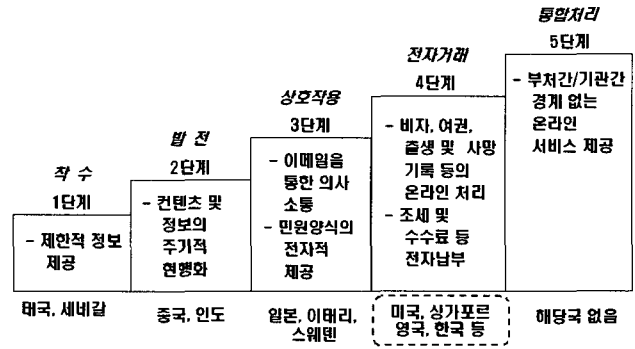 착 수
1단계
- 제한적 정보
제공
태국, 세네갈
발 전
2단계
- 컨텐츠 및
정보의
주기적
현행화
중국, 인도
상호작용
3단계
- 이메일을
통한 의사
소통
- 민원양식의
전자적
제공
일본, 이태리,
스웨덴
전자거래
4단계
- 비자, 여권,
출생 및 사망
기록 등의
온라인 처리
- 조세 및
수수료 등
전자납부
미국, 싱가포르
영국, 한국 등
통합처리
5단계
- 부처간/기관간
경계 없는
온라인
서비스 제공
해당국 없음